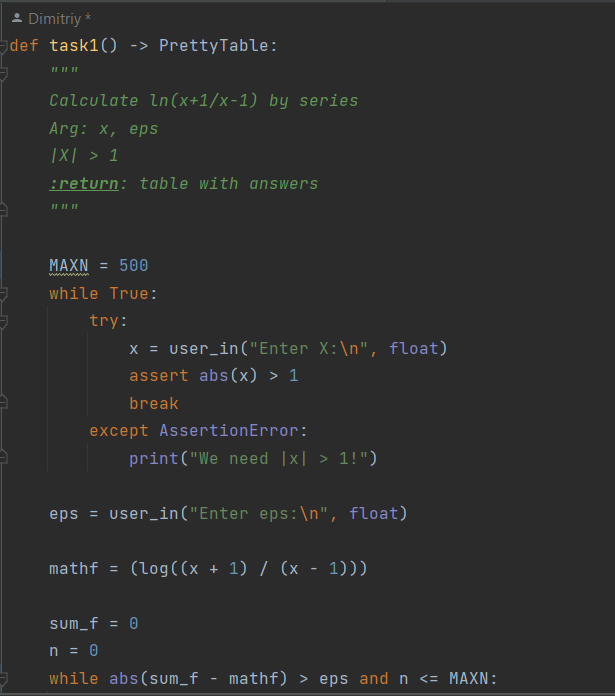 Dimitriy *
def task1() -> PrettyTable:
    """
    Calculate ln(x+1/x-1) by series
    Arg: x, eps
    |X| > 1
    :return: table with answers
    """
    MAXN = 500
    while True:
        try:
            x = user_in("Enter X:\n", float)
            assert abs(x) > 1
            break
        except AssertionError:
            print("We need |x| > 1!")
    eps = user_in("Enter eps:\n", float)
    mathf = (log((x + 1) / (x - 1)))
    sum_f = 0
    n = 0
    while abs(sum_f - mathf) > eps and n <= MAXN: